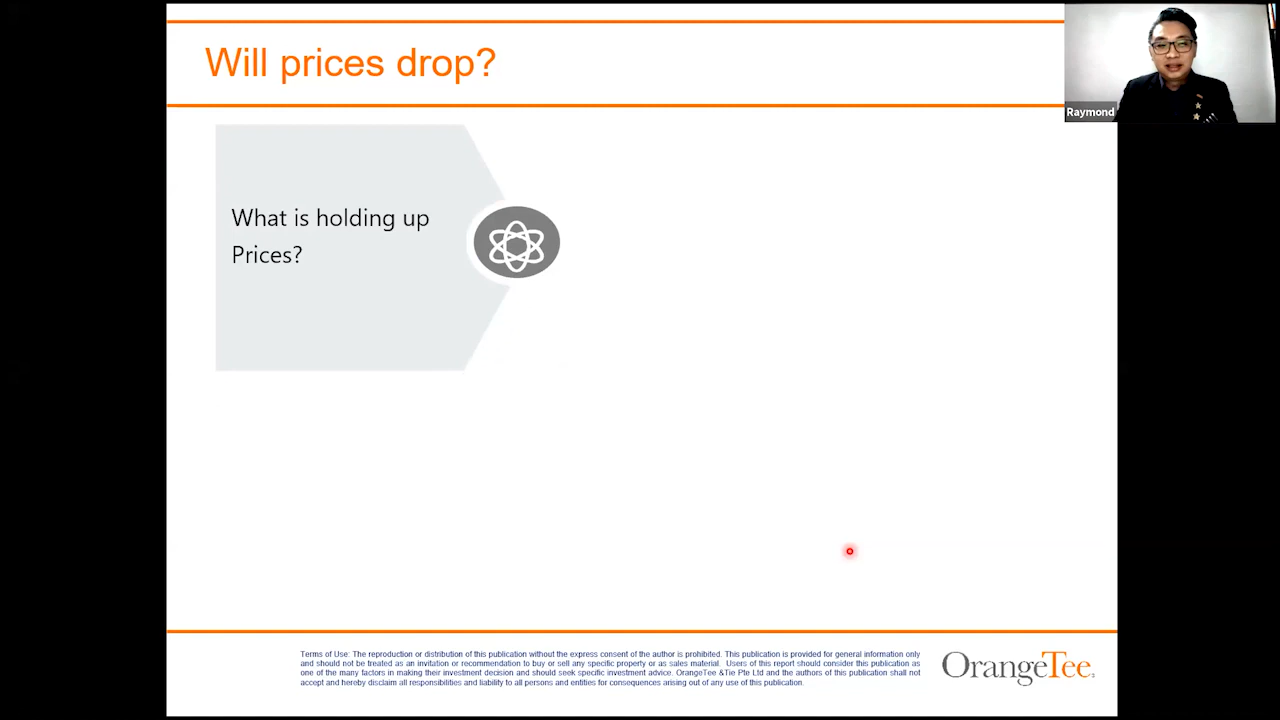 Will prices drop?
Raymond
What is holding up
Prices?
Terms of Use: The reproduction or distribution of this publication without the express consent of the author is prohibited. This publication is provided for general information only
and should not be treated as an invitation or recommendation to buy or sell any specific property or as sales material. Users of this report should consider this publication as
one of the many factors in making their investment decision and should seek specific investment advice. OrangeTee &Tie Pte Ltd and the authors of this publication shall not
accept and hereby disclaim all responsibilities and liability to all persons and entities for consequences arising out of any use of this publication.
OrangeTee